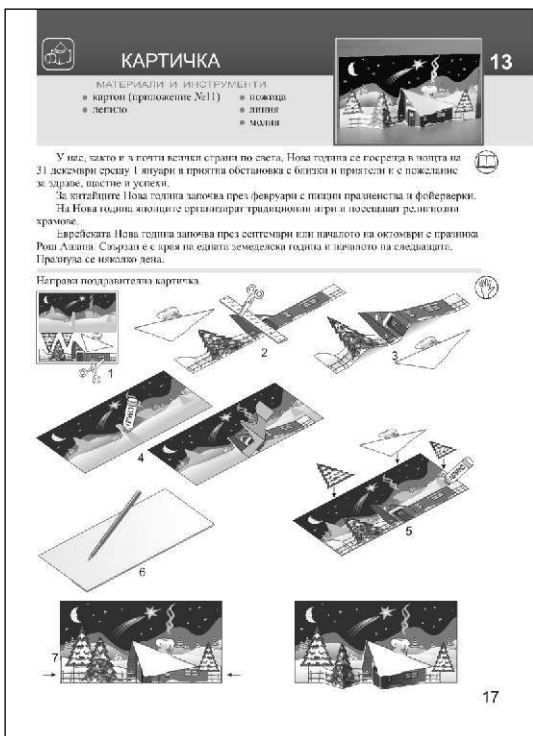 КАРТИЧКА
13
МАТЕРИАЛИ И ИНСТРУМЕНТИ
картон (приложение №11)
лепило
ножица
линия
молив
У нас, както и в почти всички страни по света, Нова година се посреща в нощта на
31 декември срещу 1 януари в приятна обстановка с близки и приятели и с пожелание
за здраве, щастие и успехи.
За китайците Нова година започва през февруари с пищни празненства и фойерверки.
На Нова година японците организират традиционни игри и посещават религиозни
храмове.
Еврейската Нова година започва през септември или началото на октомври с празника
Рош Ашана. Свързан е с края на едната земеделска година и началото на следващата.
Празнува се няколко дена.
Направи поздравителна картичка.
1
2
3
4
5
6
7
17